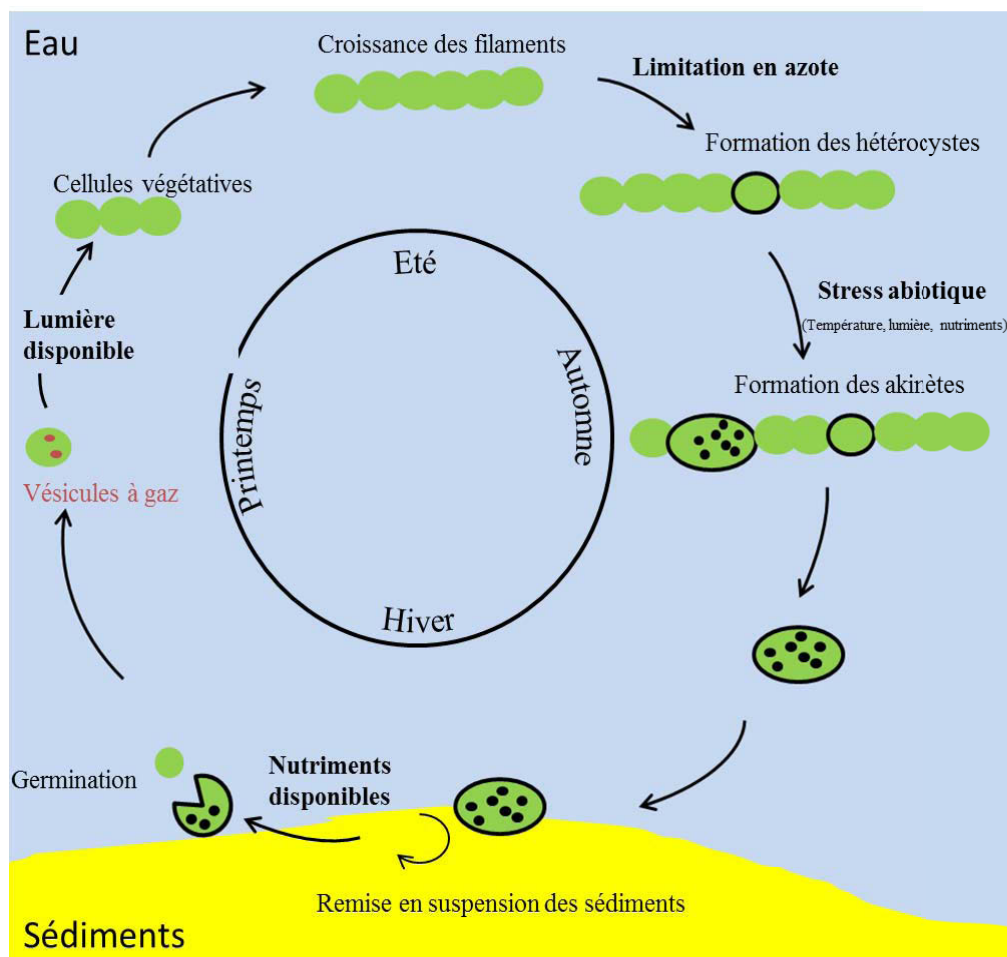 Eau
Croissance des filaments
Limitation en azote
Formation des hétérocystes
Cellules végétatives
Eté
Stress abiotique
(Température, lumière, nutriments)
Lumière
disponible
Automne
Formation des akinètes
Printemps
Vésicules à gaz
Hiver
Germination
Nutriments
disponibles
Remise en suspension des sédiments
Sédiments